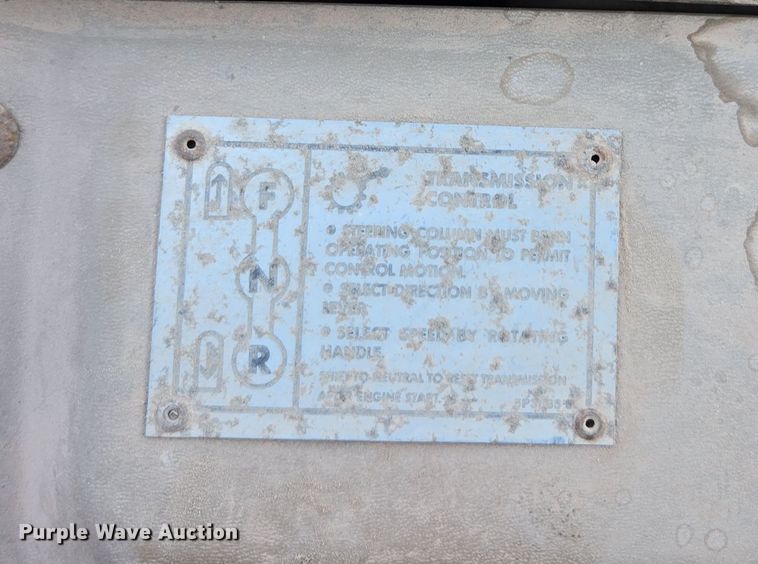 F
N
R
TRANSMISSION
CONTROL
• STEERING COLUMN MUST BE IN
OPERATING POSITION TO PERMIT
CONTROL MOTION.
• SELECT DIRECTION BY MOVING
LEVER
• SELECT SPEED BY ROTATING
HANDLE.
SHIFT TO NEUTRAL TO RESET TRANSMISSION
AFTER ENGINE START.
Purple Wave Auction